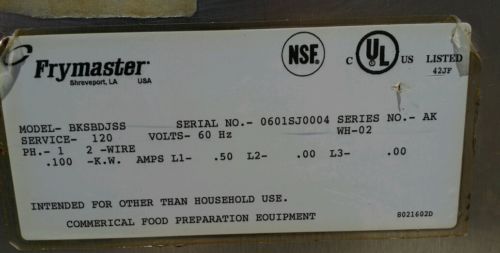 Frymaster
Shreveport, LA USA
NSF
C UL US LISTED
42JF
MODEL- BKSBDJSS SERIAL NO.- 0601SJ0004 SERIES NO.- AK
SERVICE- 120 VOLTS- 60 Hz WH-02
PH.- 1 2 -WIRE
.100 -K.W. AMPS L1- .50 L2- .00 L3- .00
INTENDED FOR OTHER THAN HOUSEHOLD USE.
COMMERICAL FOOD PREPARATION EQUIPMENT 8021602D